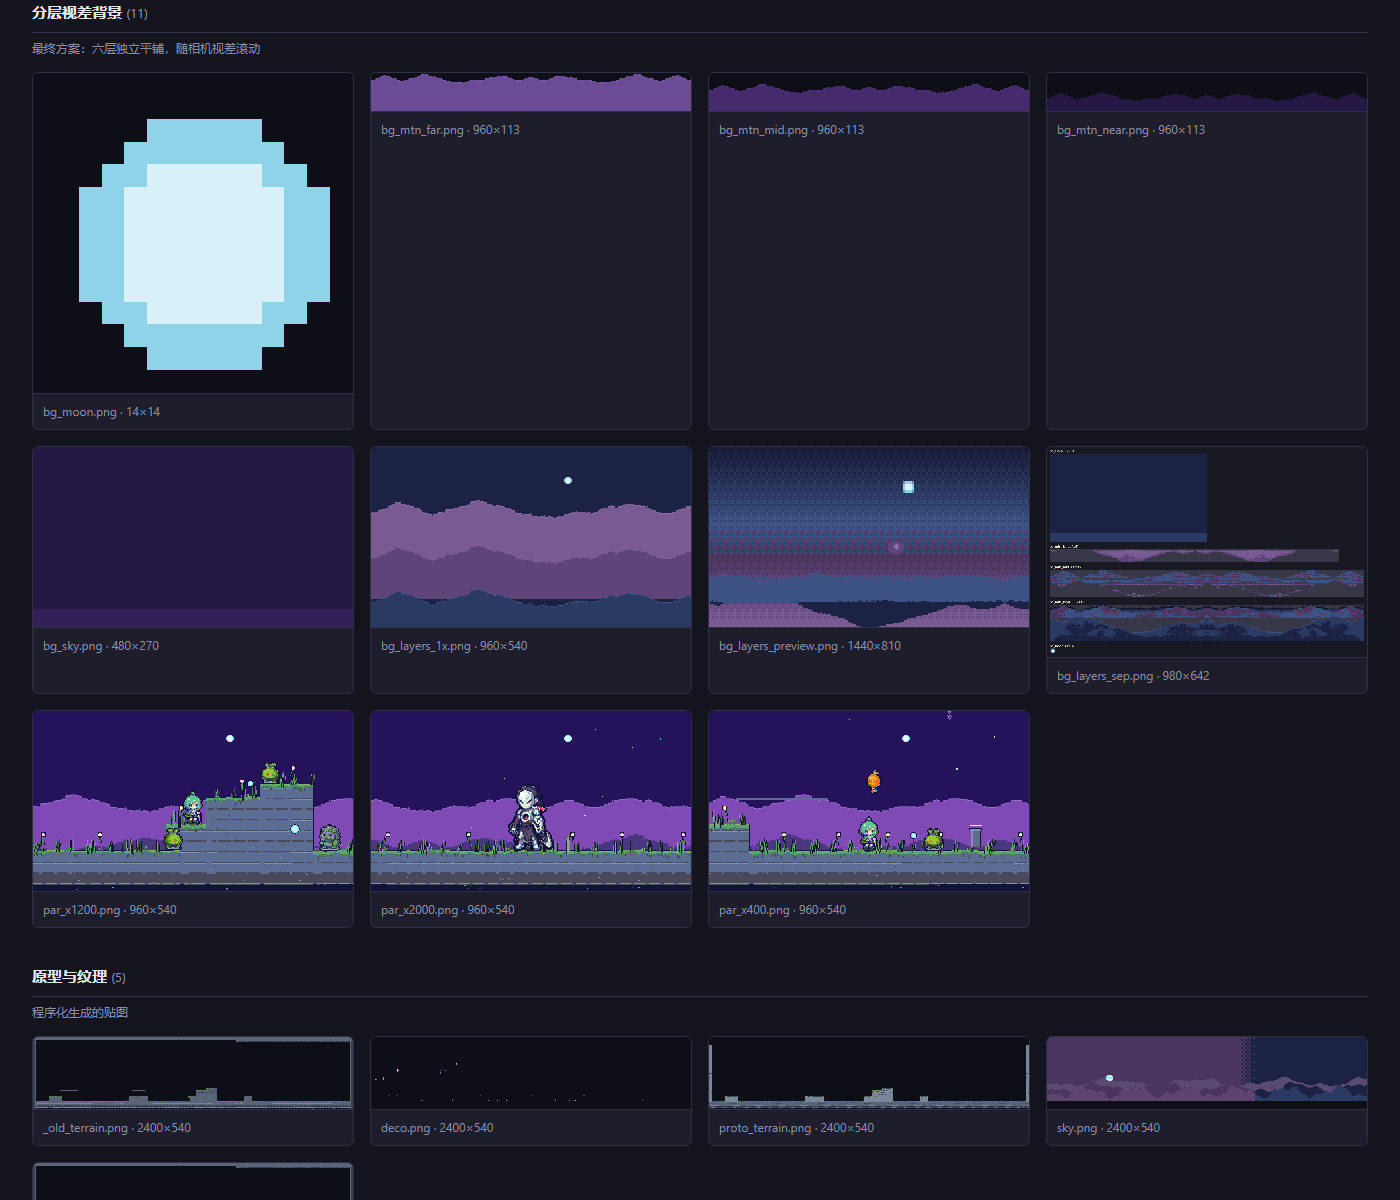 分层视差背景 (11)
最终方案：六层独立平铺，随相机视差滚动
bg_moon.png · 14×14
bg_mtn_far.png · 960×113
bg_mtn_mid.png · 960×113
bg_mtn_near.png · 960×113
bg_sky.png · 480×270
bg_layers_1x.png · 960×540
bg_layers_preview.png · 1440×810
bg_layers_sep.png · 980×642
par_x1200.png · 960×540
par_x2000.png · 960×540
par_x400.png · 960×540
原型与纹理 (5)
程序化生成的贴图
_old_terrain.png · 2400×540
deco.png · 2400×540
proto_terrain.png · 2400×540
sky.png · 2400×540